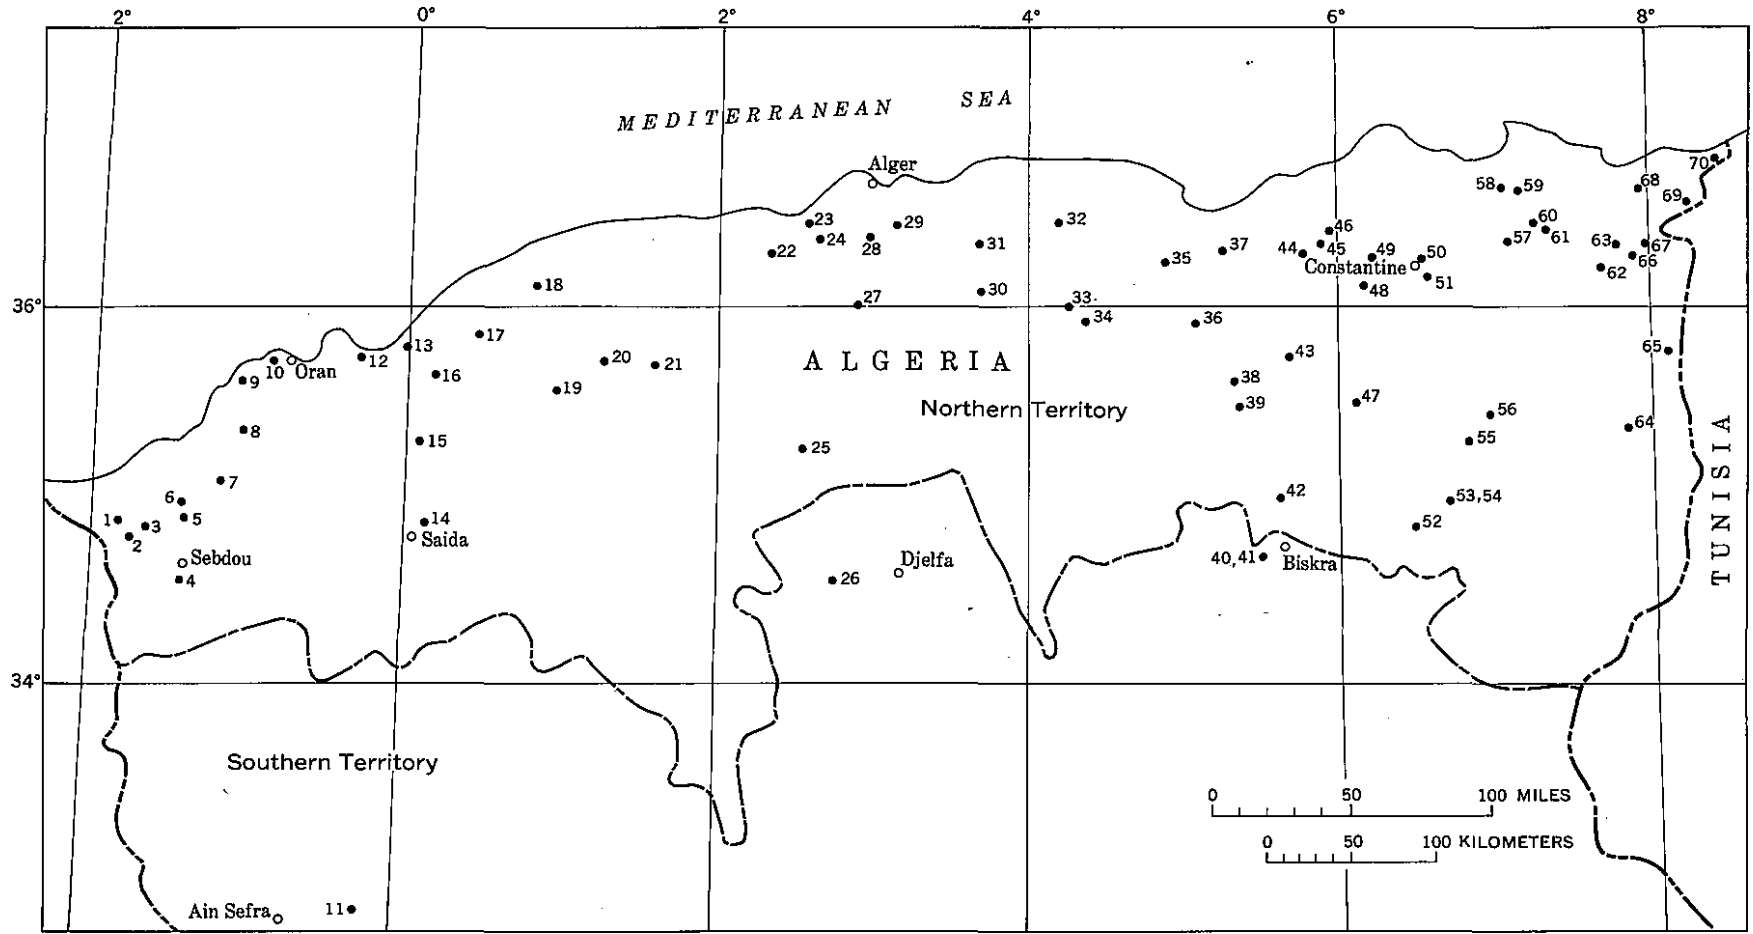 2° 0° 2° 4° 6° 8°
MEDITERRANEAN SEA
Alger
70
58 59 68
69
23 29 32 46 60
22 24 28 31 35 37 44 45 49 50 57 61 63 67
Constantine 66
62
18 27 30 48 51
36° 33 34 36
17
13
12 ALGERIA 43 65
10 Oran 16 20 21
9 19 38
Northern Territory 39 47 56
8 15 25 55 64
TUNISIA
7
6 42 53,54
1 3 5 14 52
2 Saida
Sebdou Djelfa 40,41 Biskra
4 26
34°
Southern Territory
0 50 100 MILES
0 50 100 KILOMETERS
Ain Sefra 11